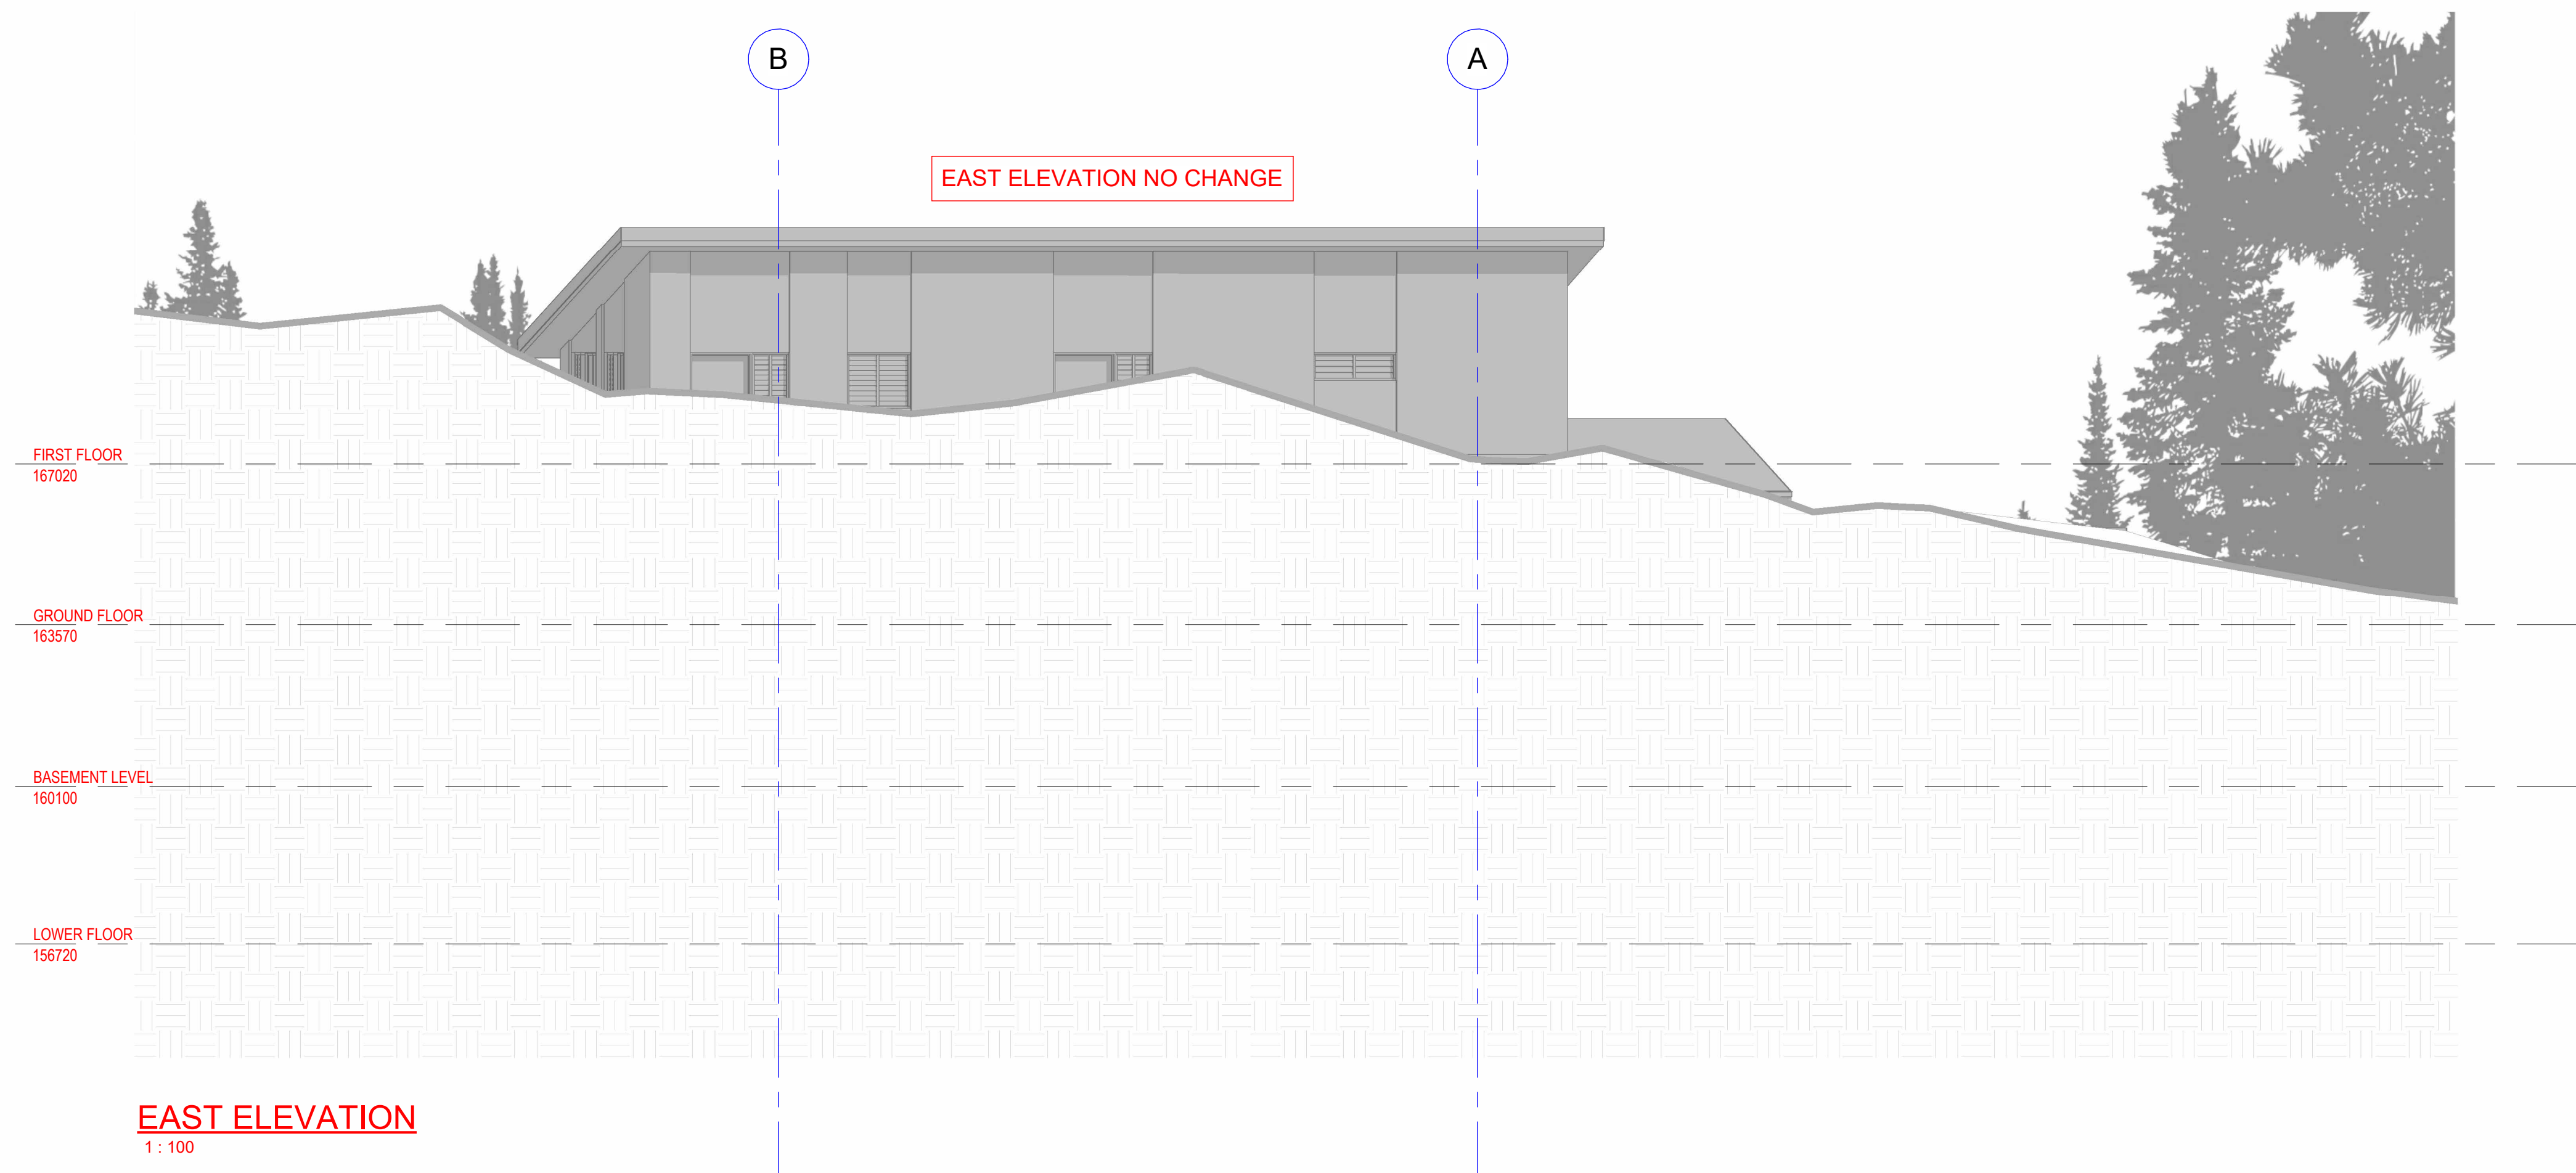 B
A
EAST ELEVATION NO CHANGE
FIRST FLOOR
167020
GROUND FLOOR
163570
BASEMENT LEVEL
160100
LOWER FLOOR
156720
EAST ELEVATION
1 : 100